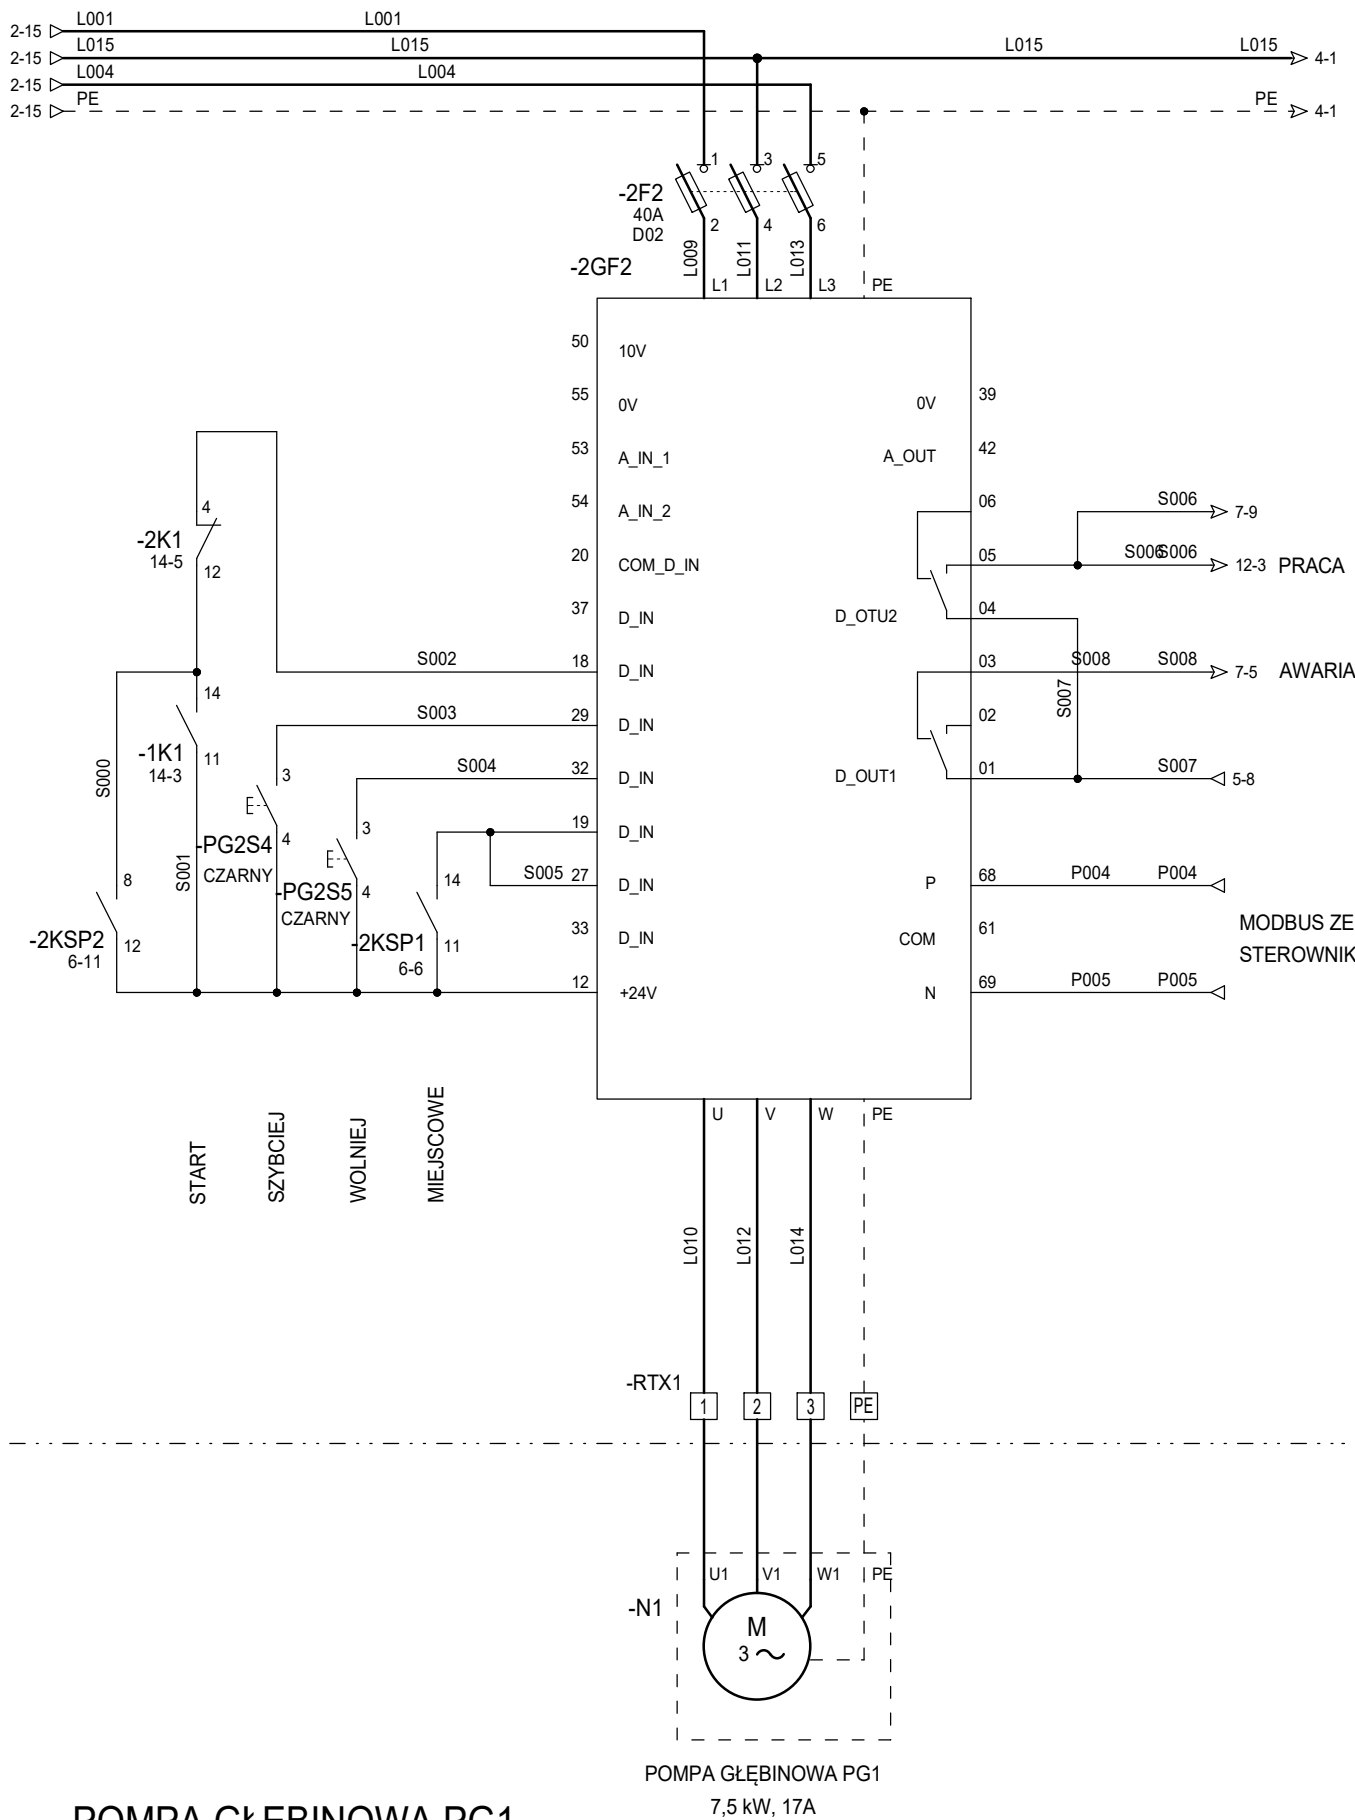 L001 L001
2-15
L015 L015 L015 L015
2-15 4-1
L004 L004
2-15
PE PE
2-15 4-1
1 3 5
-2F2
40A
D02
2 4 6
L009 L011 L013
-2GF2
L1 L2 L3 PE
50 10V
55 0V 0V 39
53 A_IN_1 A_OUT 42
54 A_IN_2 06 S006 7-9
20 COM_D_IN 05 S006 S006 12-3 PRACA
37 D_IN D_OTU2 04
18 D_IN 03 S008 S008 7-5 AWARIA
S002
29 D_IN 02 S007
S003
32 D_IN D_OUT1 01 S007 5-8
S004
19 D_IN
S005 27 D_IN P 68 P004 P004
33 D_IN COM 61
12 +24V N 69 P005 P005
MODBUS ZE
STEROWNIK
4
-2K1
14-5
12
14
-1K1
14-3
11
S000
S001
3
-PG2S4
4
CZARNY
3
-PG2S5
4
CZARNY
8
-2KSP2
12
6-11
14
-2KSP1
11
6-6
START
SZYBCIEJ
WOLNIEJ
MIEJSCOWE
U V W PE
L010 L012 L014
-RTX1
1 2 3 PE
U1 V1 W1 PE
-N1
M
3
POMPA GŁĘBINOWA PG1
7,5 kW, 17A
POMPA GŁĘBINOWA PG1